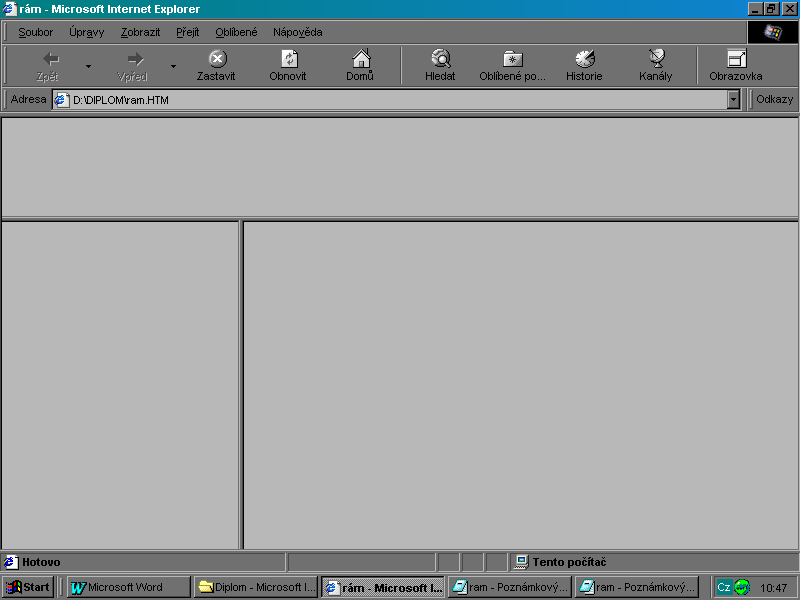 rám - Microsoft Internet Explorer
Soubor Úpravy Zobrazit Přejít Oblíbené Nápověda
Zpět Vpřed Zastavit Obnovit Domů Hledat Oblíbené po... Historie Kanály Obrazovka
Adresa D:\DIPLOM\ram.HTM Odkazy
Hotovo Tento počítač
Start Microsoft Word Diplom - Microsoft I... rám - Microsoft I... ram - Poznámkový... ram - Poznámkový... Cz 10:47